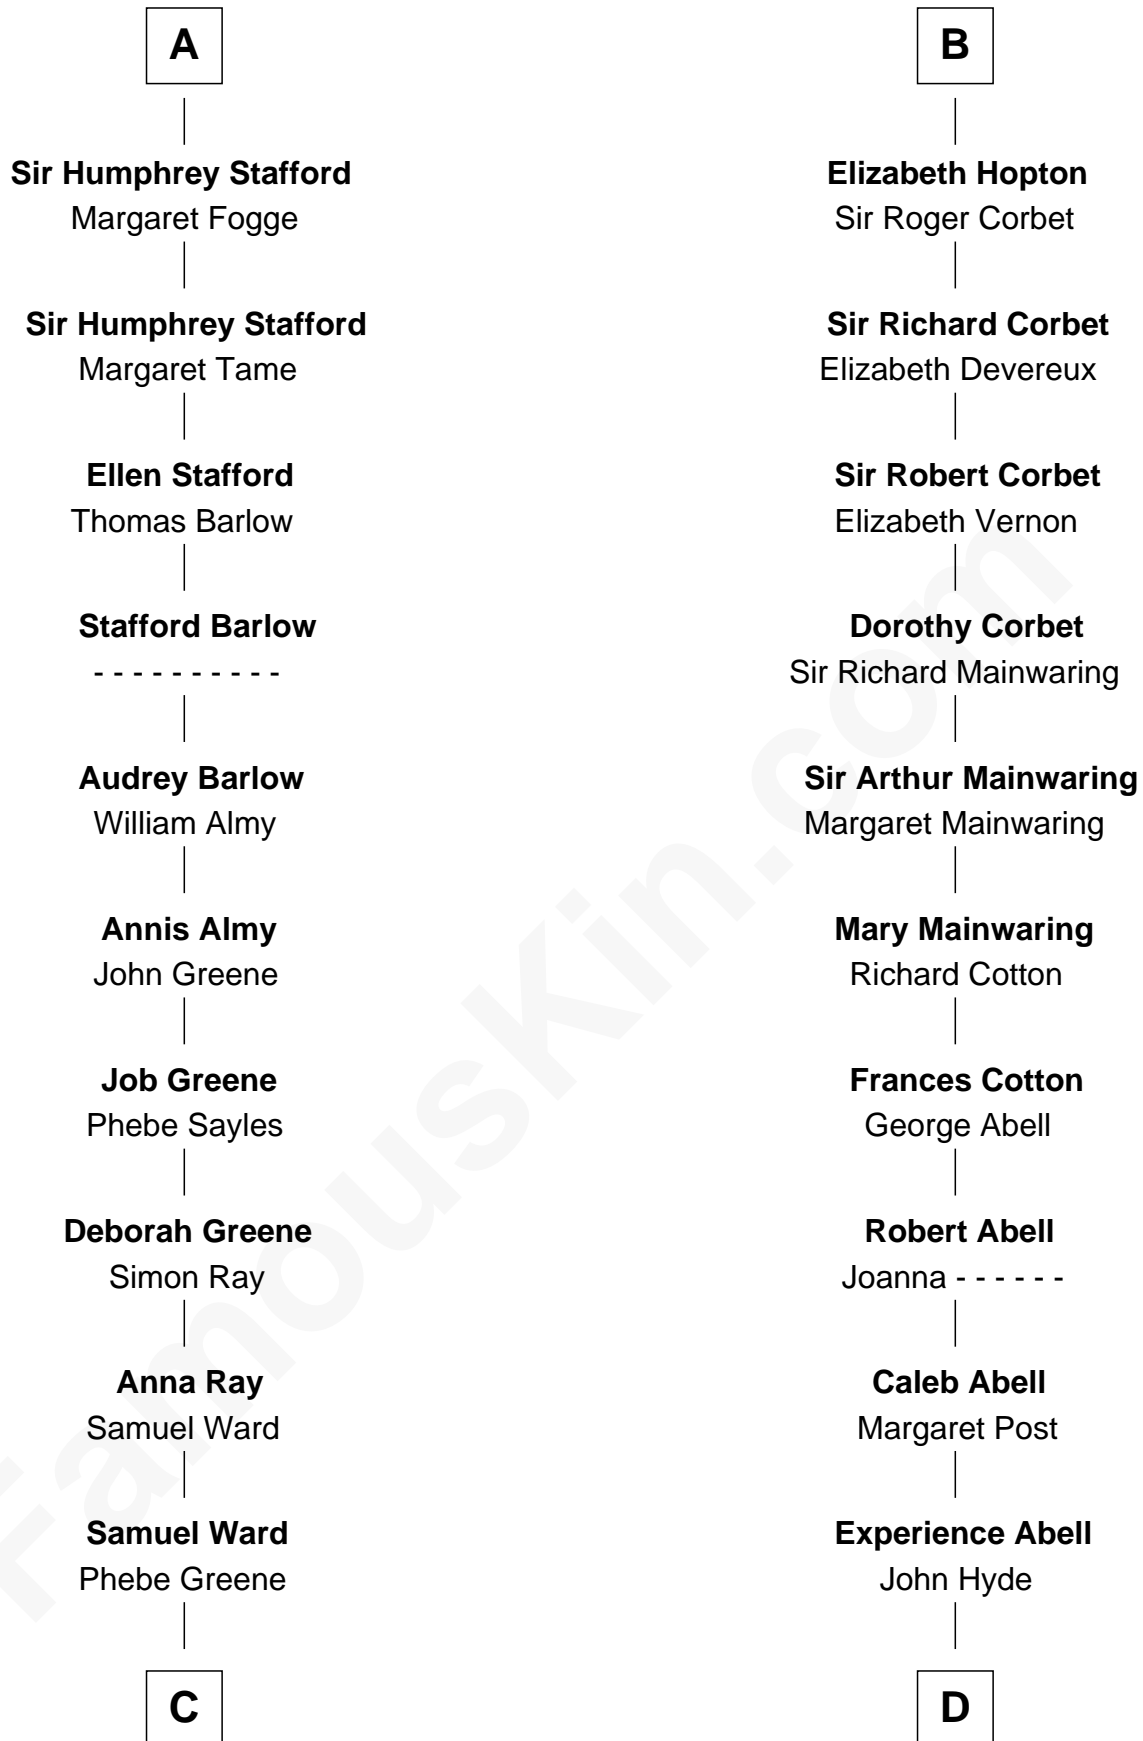 A
Sir Humphrey Stafford
Margaret Fogge
Sir Humphrey Stafford
Margaret Tame
Ellen Stafford
Thomas Barlow
Stafford Barlow
- - - - - - - - - -
Audrey Barlow
William Almy
Annis Almy
John Greene
Job Greene
Phebe Sayles
Deborah Greene
Simon Ray
Anna Ray
Samuel Ward
Samuel Ward
Phebe Greene
C
B
Elizabeth Hopton
Sir Roger Corbet
Sir Richard Corbet
Elizabeth Devereux
Sir Robert Corbet
Elizabeth Vernon
Dorothy Corbet
Sir Richard Mainwaring
Sir Arthur Mainwaring
Margaret Mainwaring
Mary Mainwaring
Richard Cotton
Frances Cotton
George Abell
Robert Abell
Joanna - - - - - -
Caleb Abell
Margaret Post
Experience Abell
John Hyde
D
FamousKin.com